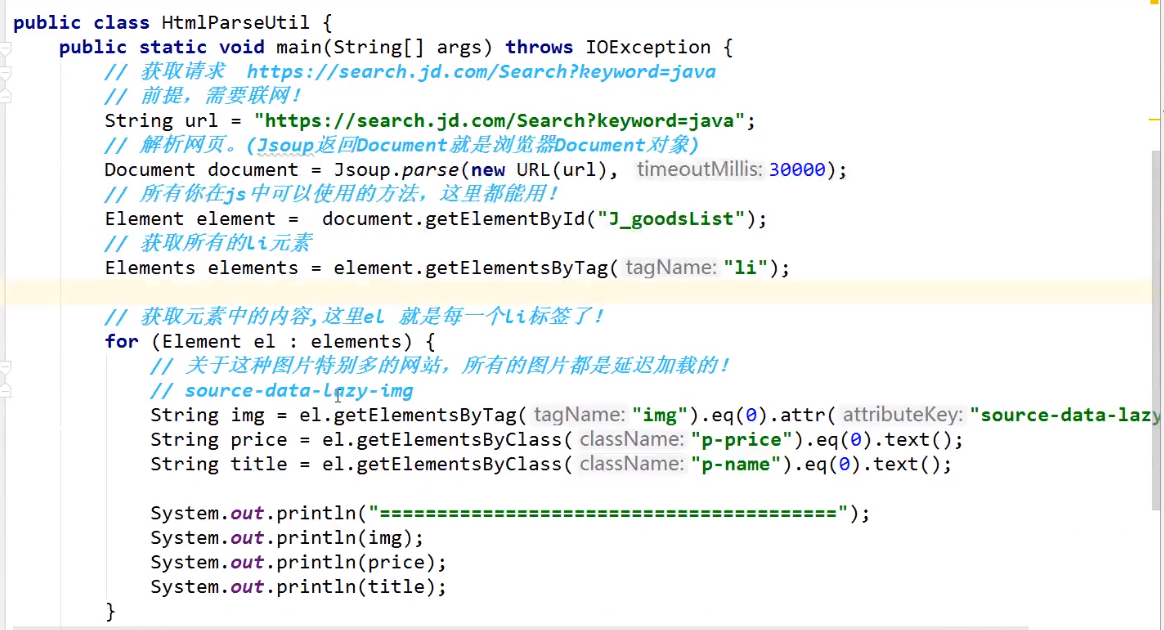 public class HtmlParseUtil {
public static void main(String[] args) throws IOException {
// 获取请求  https://search.jd.com/Search?keyword=java
// 前提，需要联网！
String url = "https://search.jd.com/Search?keyword=java";
// 解析网页。(Jsoup返回Document就是浏览器Document对象)
Document document = Jsoup.parse(new URL(url), timeoutMillis: 30000);
// 所有你在js中可以使用的方法，这里都能用！
Element element =  document.getElementById("J_goodsList");
// 获取所有的li元素
Elements elements = element.getElementsByTag( tagName: "li");
// 获取元素中的内容,这里el 就是每一个li标签了！
for (Element el : elements) {
// 关于这种图片特别多的网站，所有的图片都是延迟加载的！
// source-data-lazy-img
String img = el.getElementsByTag( tagName: "img").eq(0).attr( attributeKey: "source-data-lazy
String price = el.getElementsByClass( className: "p-price").eq(0).text();
String title = el.getElementsByClass( className: "p-name").eq(0).text();
System.out.println("========================================");
System.out.println(img);
System.out.println(price);
System.out.println(title);
}